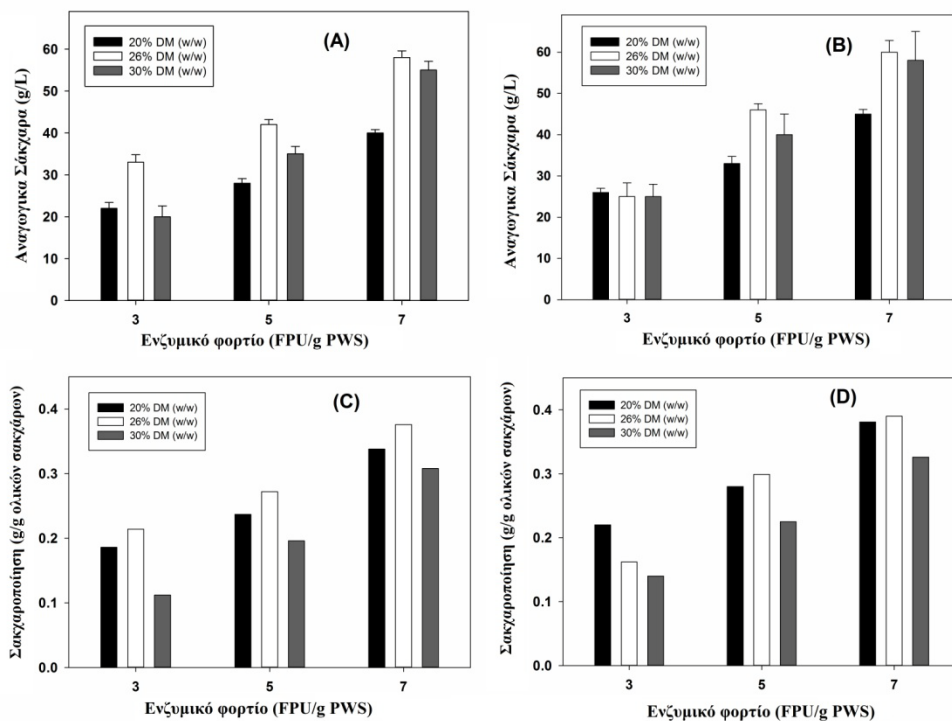 (A)
20% DM (w/w)
26% DM (w/w)
30% DM (w/w)
Αναγωγικα Σάκχαρα (g/L)
60
50
40
30
20
10
0
3 5 7
Ενζυμικό φορτίο (FPU/g PWS)
(B)
20% DM (w/w)
26% DM (w/w)
30% DM (w/w)
Αναγωγικα Σάκχαρα (g/L)
60
50
40
30
20
10
0
3 5 7
Ενζυμικό φορτίο (FPU/g PWS)
(C)
20% DM (w/w)
26% DM (w/w)
30% DM (w/w)
Σακχαροποίηση (g/g ολικών σακχάρων)
0.4
0.3
0.2
0.1
0.0
3 5 7
Ενζυμικό φορτίο (FPU/g PWS)
(D)
20% DM (w/w)
26% DM (w/w)
30% DM (w/w)
Σακχαροποίηση (g/g ολικών σακχάρων)
0.4
0.3
0.2
0.1
0.0
3 5 7
Ενζυμικό φορτίο (FPU/g PWS)